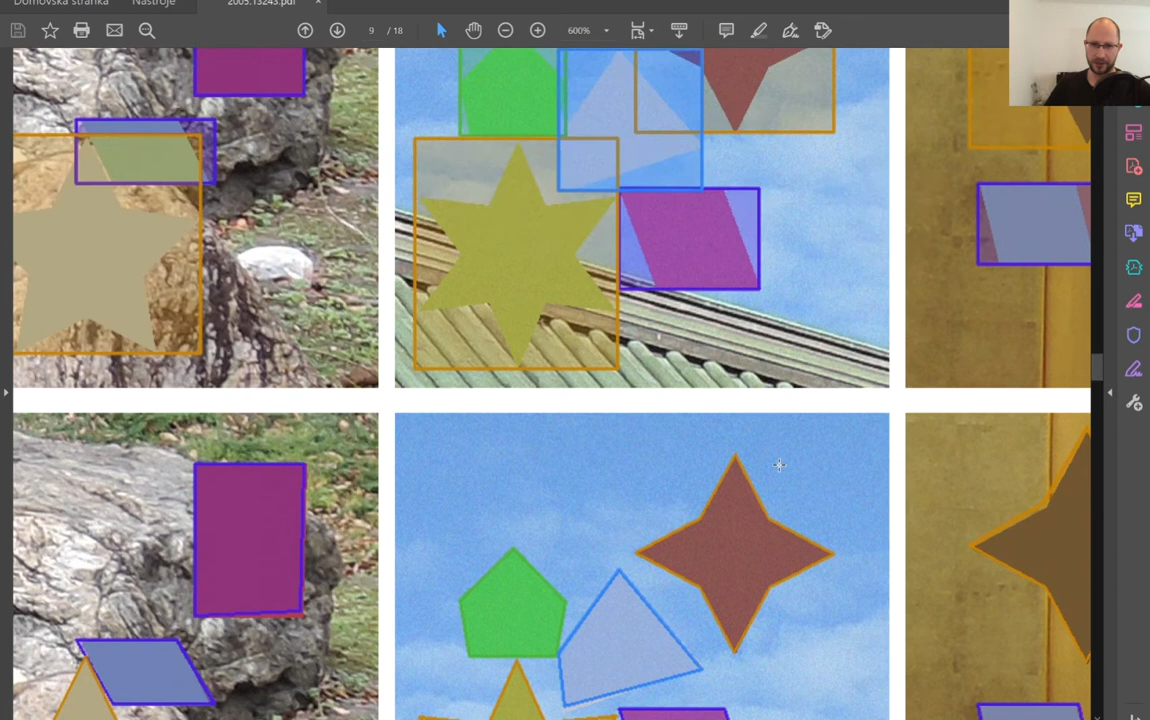 Domovská stránka Nástroje 2005.13243.pdf ×
9 / 18 600%